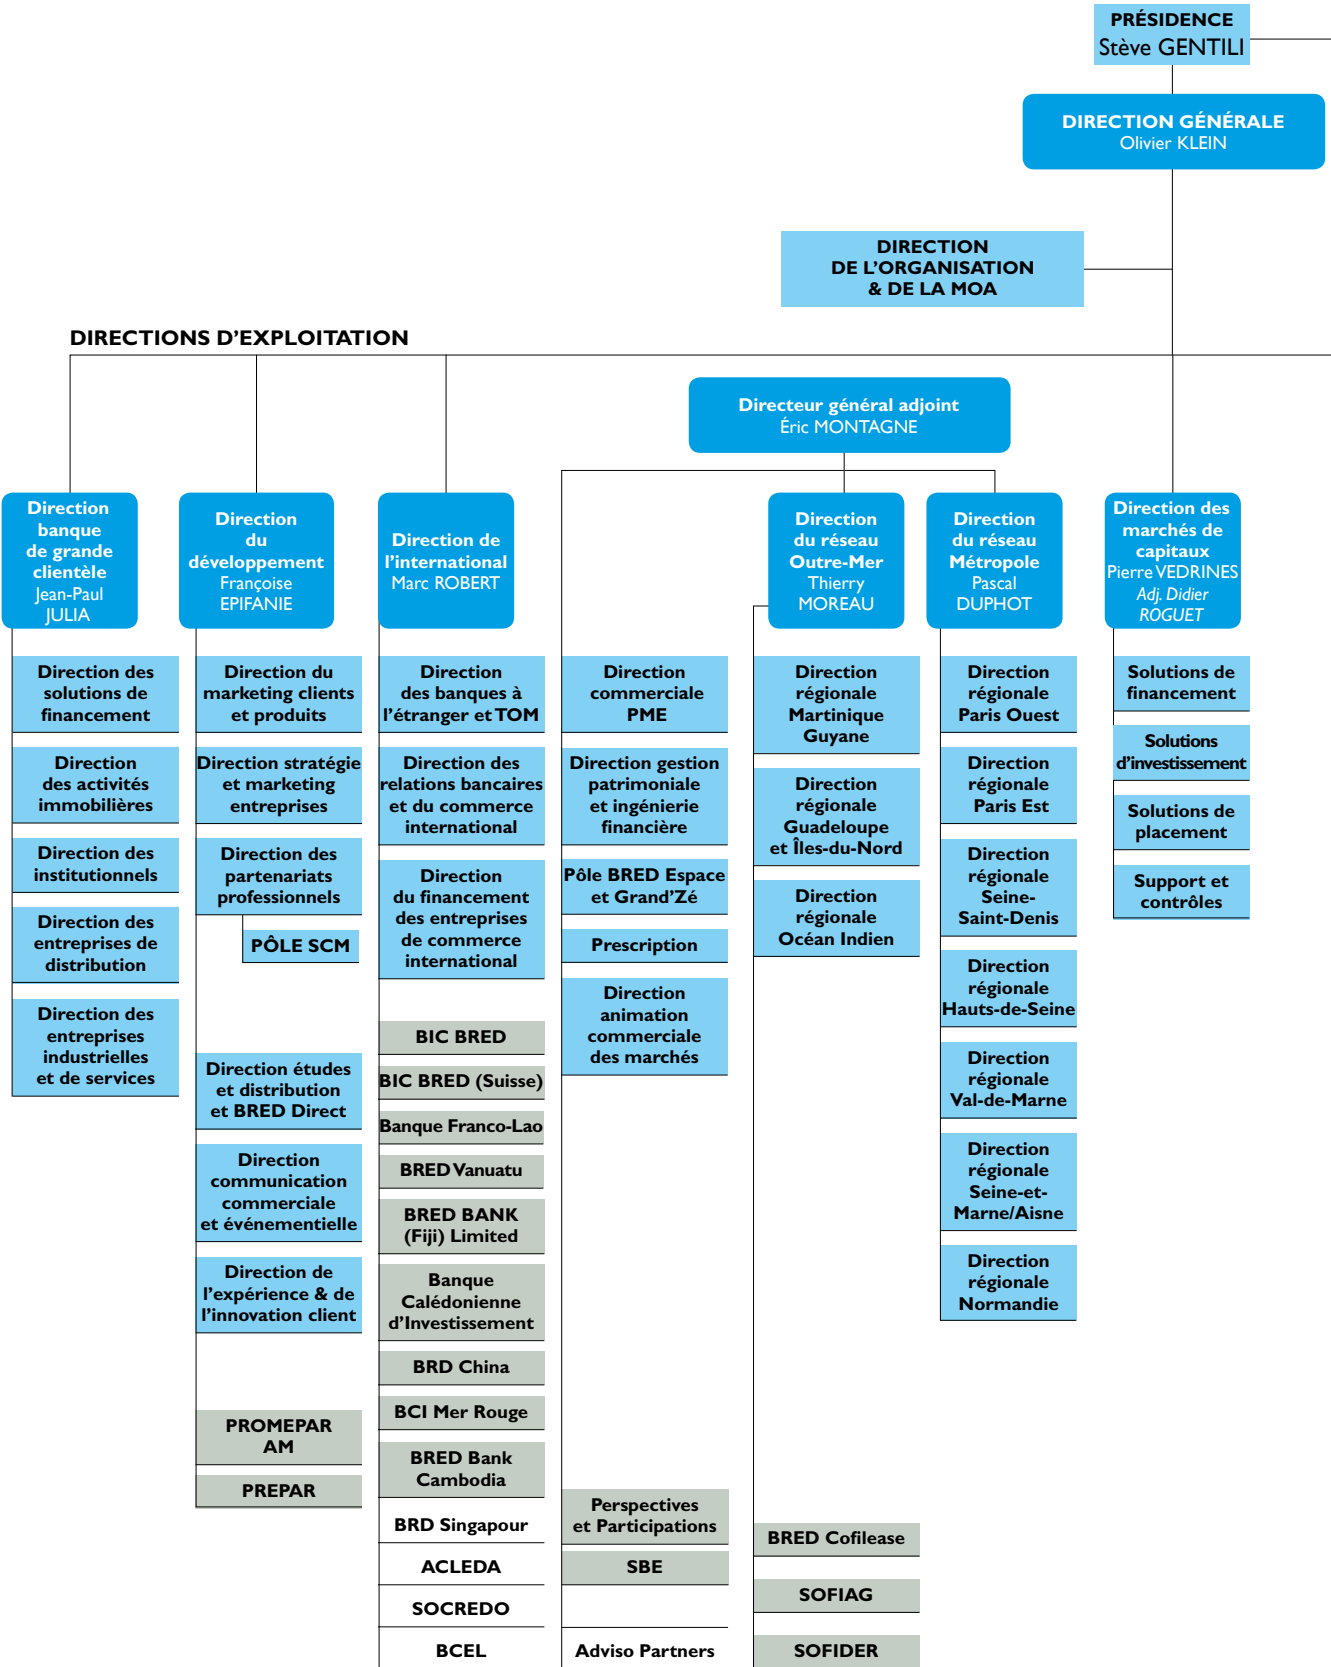 PRÉSIDENCE
Stève GENTILI
DIRECTION GÉNÉRALE
Olivier KLEIN
DIRECTION
DE L’ORGANISATION
& DE LA MOA
DIRECTIONS D’EXPLOITATION
Directeur général adjoint
Éric MONTAGNE
Direction
banque
de grande
clientèle
Jean-Paul
JULIA
Direction des
solutions de
financement
Direction
des activités
immobilières
Direction des
institutionnels
Direction des
entreprises de
distribution
Direction des
entreprises
industrielles
et de services
Direction
du
développement
Françoise
EPIFANIE
Direction du
marketing clients
et produits
Direction stratégie
et marketing
entreprises
Direction des
partenariats
professionnels
PÔLE SCM
Direction études
et distribution
et BRED Direct
Direction
communication
commerciale
et événementielle
Direction de
l’expérience & de
l’innovation client
PROMEPAR
AM
PREPAR
Direction de
l’international
Marc ROBERT
Direction
des banques à
l’étranger et TOM
Direction des
relations bancaires
et du commerce
international
Direction
du financement
des entreprises
de commerce
international
BIC BRED
BIC BRED (Suisse)
Banque Franco-Lao
BRED Vanuatu
BRED BANK
(Fiji) Limited
Banque
Calédonienne
d’Investissement
BRD China
BCI Mer Rouge
BRED Bank
Cambodia
BRD Singapour
ACLEDA
SOCREDO
BCEL
Direction
commerciale
PME
Direction gestion
patrimoniale
et ingénierie
financière
Pôle BRED Espace
et Grand’Zé
Prescription
Direction
animation
commerciale
des marchés
Perspectives
et Participations
SBE
Adviso Partners
Direction
du réseau
Outre-Mer
Thierry
MOREAU
Direction
régionale
Martinique
Guyane
Direction
régionale
Guadeloupe
et Îles-du-Nord
Direction
régionale
Océan Indien
BRED Cofilease
SOFIAG
SOFIDER
Direction
du réseau
Métropole
Pascal
DUPHOT
Direction
régionale
Paris Ouest
Direction
régionale
Paris Est
Direction
régionale
Seine-
Saint-Denis
Direction
régionale
Hauts-de-Seine
Direction
régionale
Val-de-Marne
Direction
régionale
Seine-et-
Marne/Aisne
Direction
régionale
Normandie
Direction des
marchés de
capitaux
Pierre VEDRINES
Adj. Didier
ROGUET
Solutions de
financement
Solutions
d’investissement
Solutions de
placement
Support et
contrôles